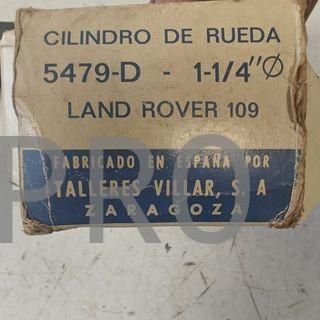 CILINDRO DE RUEDA
5479-D - 1-1/4"Ø
LAND ROVER 109
FABRICADO EN ESPAÑA POR
TALLERES VILLAR, S. A
ZARAGOZA
PRO